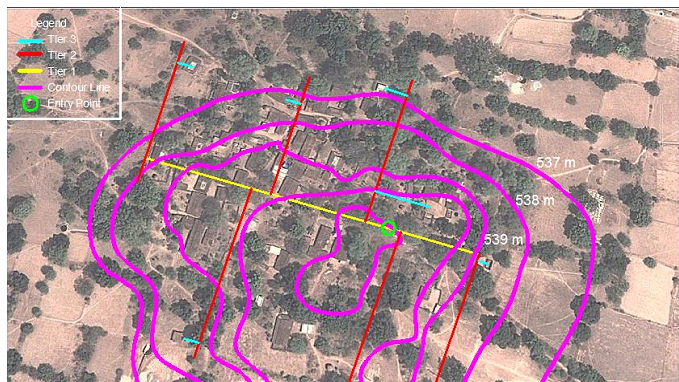 Legend
Tier 3
Tier 2
Tier 1
Contour Line
Entry Point
537 m
538 m
539 m